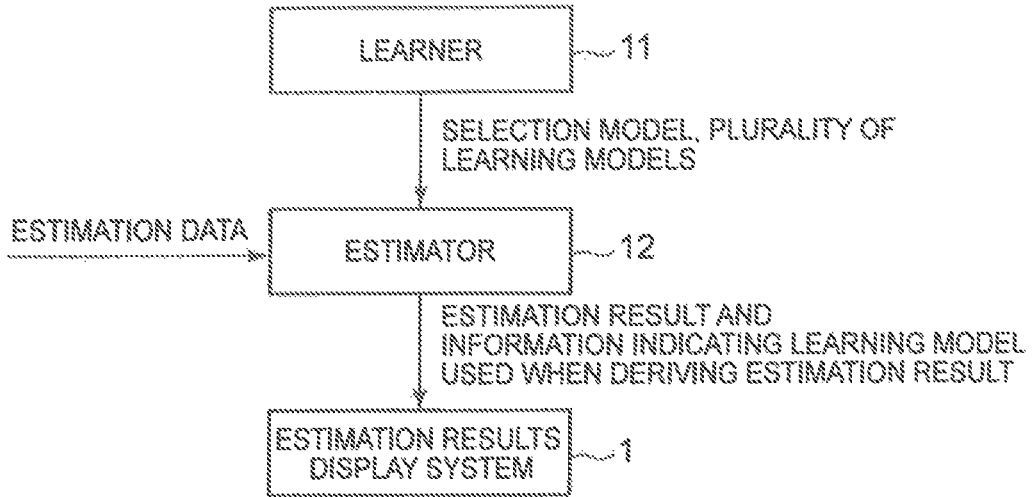 LEARNER
11
SELECTION MODEL, PLURALITY OF
LEARNING MODELS
ESTIMATION DATA
ESTIMATOR
12
ESTIMATION RESULT AND
INFORMATION INDICATING LEARNING MODEL
USED WHEN DERIVING ESTIMATION RESULT
ESTIMATION RESULTS
DISPLAY SYSTEM
1